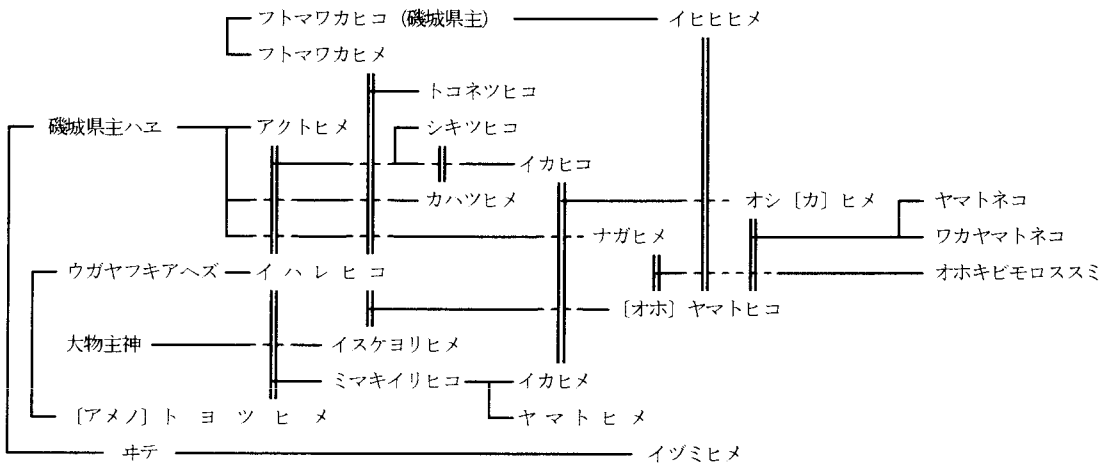 フトマワカヒコ（磯城県主） イヒヒヒメ
フトマワカヒメ
トコネツヒコ
磯城県主ハヱ アクトヒメ シキツヒコ
イカヒコ
カハツヒメ オシ〔カ〕ヒメ ヤマトネコ
ナガヒメ ワカヤマトネコ
ウガヤフキアヘズ イハレヒコ オホキビモロススミ
〔オホ〕ヤマトヒコ
大物主神 イスケヨリヒメ
ミマキイリヒコ イカヒメ
〔アメノ〕トヨツヒメ ヤマトヒメ
ヰテ イヅミヒメ